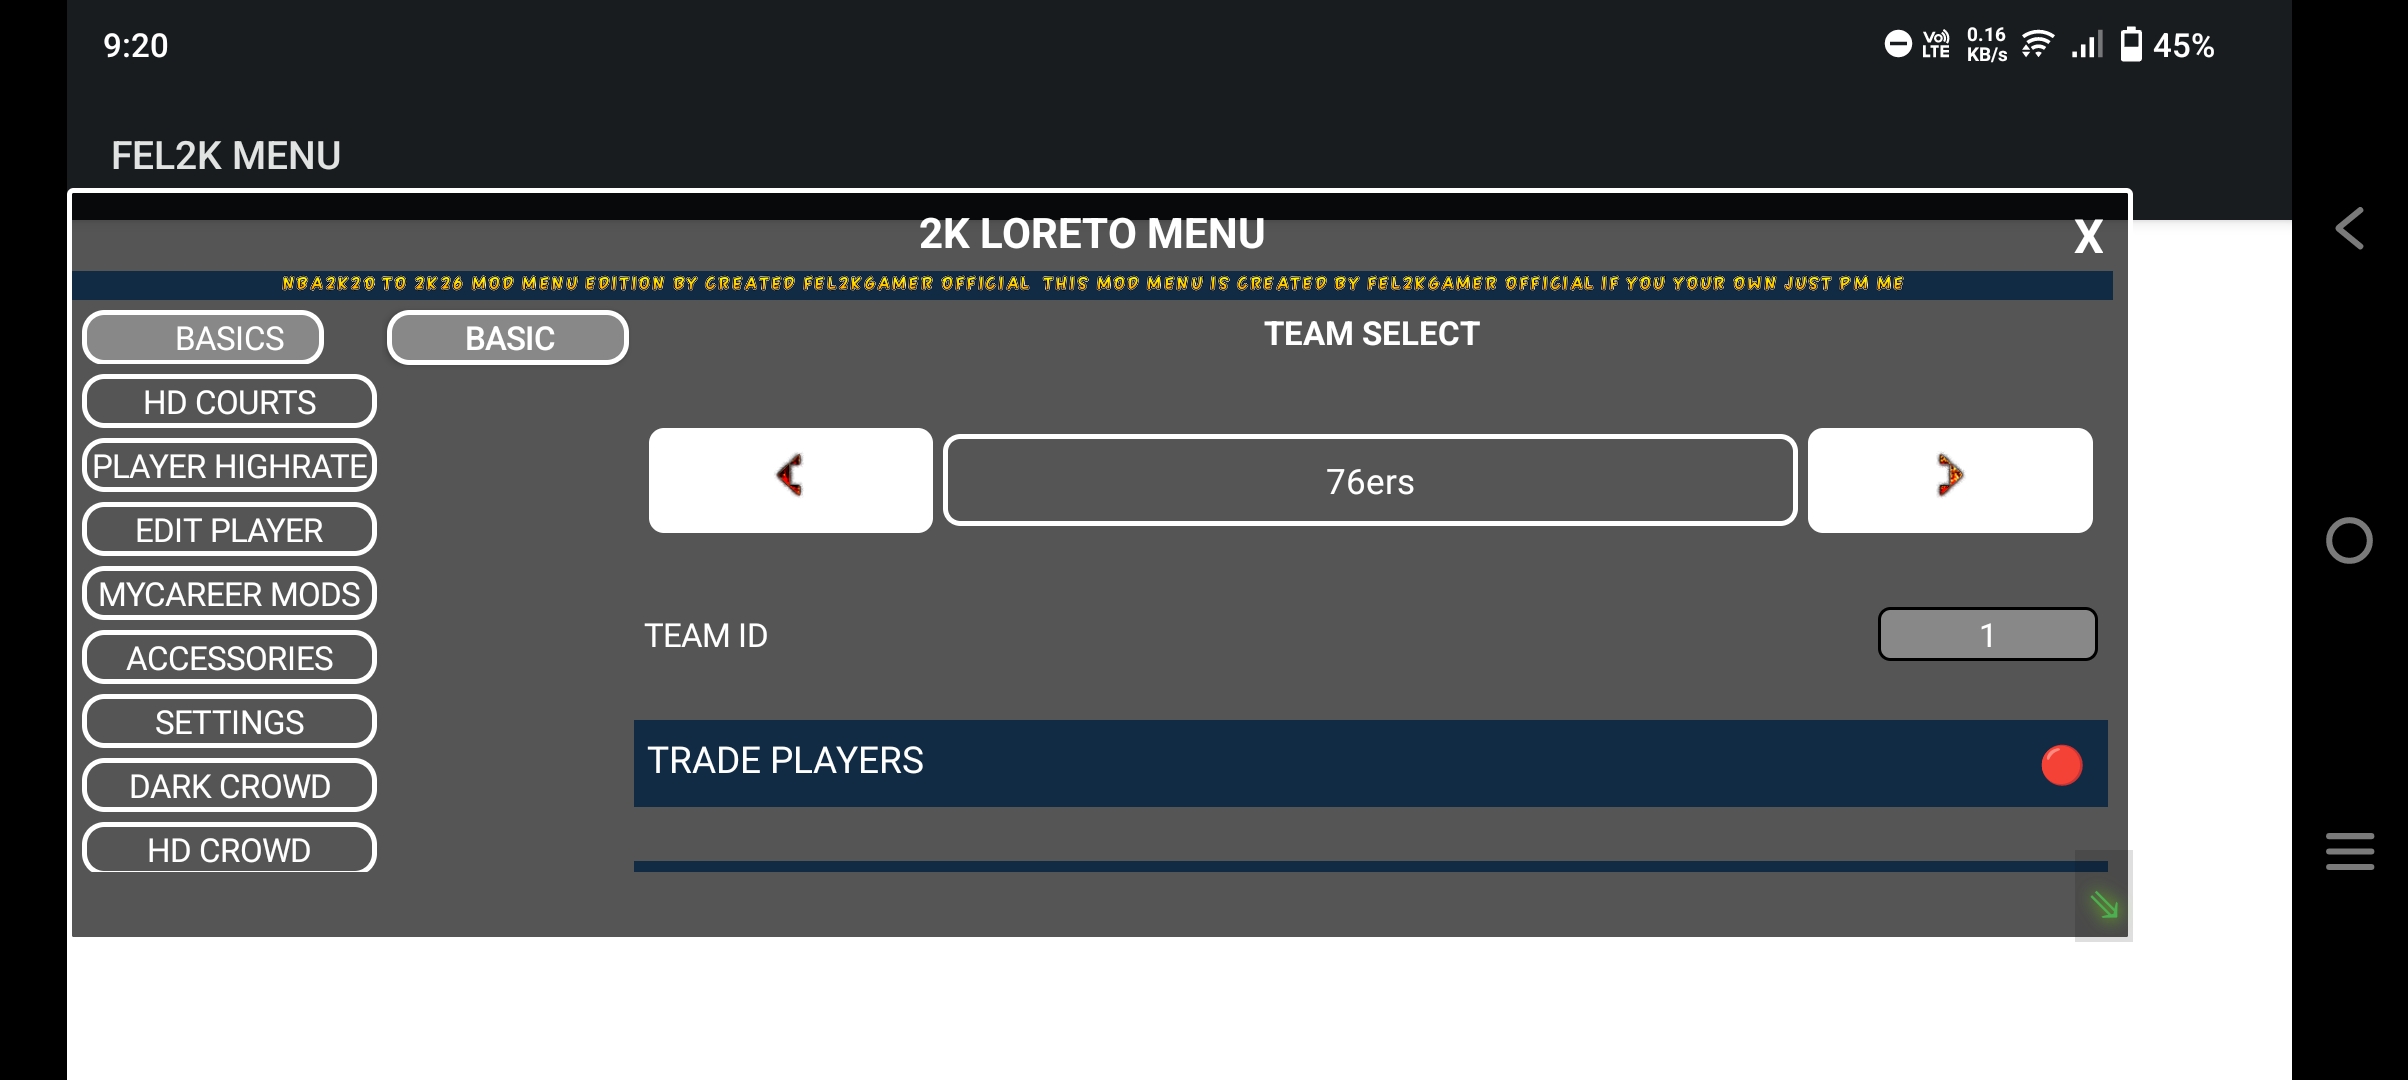 9:20
Vo)) LTE 0.16 KB/s 45%
FEL2K MENU
2K LORETO MENU
X
NBA2K20 TO 2K26 MOD MENU EDITION BY CREATED FEL2KGAMER OFFICIAL THIS MOD MENU IS CREATED BY FEL2KGAMER OFFICIAL IF YOU YOUR OWN JUST PM ME
BASICS
HD COURTS
PLAYER HIGHRATE
EDIT PLAYER
MYCAREER MODS
ACCESSORIES
SETTINGS
DARK CROWD
HD CROWD
BASIC
TEAM SELECT
76ers
TEAM ID
1
TRADE PLAYERS